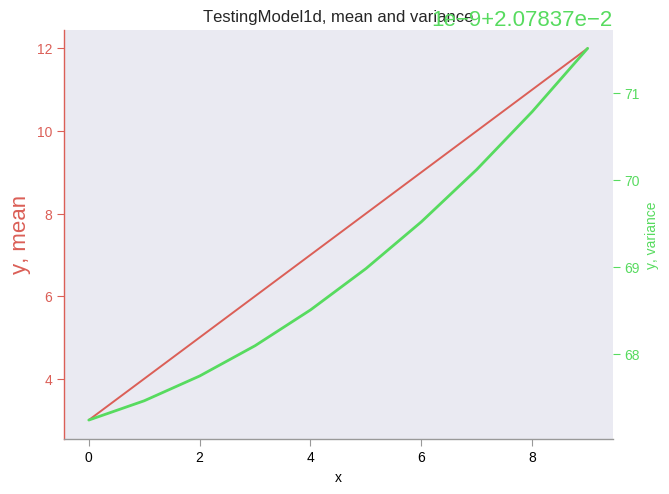 TestingModel1d, mean and variance
1e−9+2.07837e−2
12
10
8
6
4
y, mean
71
70
69
68
y, variance
0 2 4 6 8
x